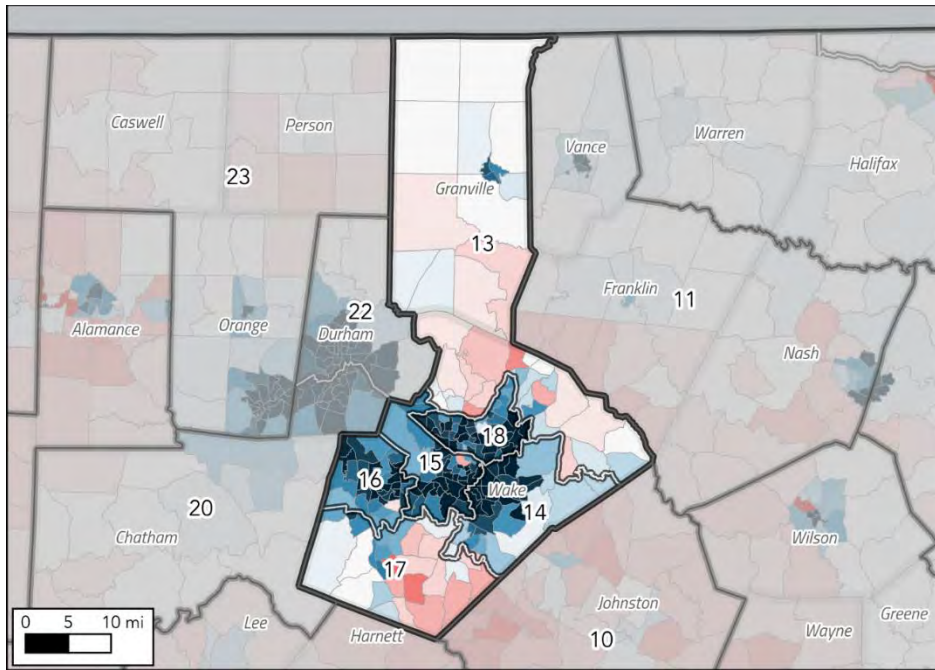 Caswell
Person
Vance
Warren
Halifax
23
Granville
13
Franklin
11
22
Orange
Durham
Alamance
Nash
18
15
16
Wake
14
20
Chatham
Wilson
17
0 5 10 mi
Lee
Harnett
Johnston
10
Wayne
Greene